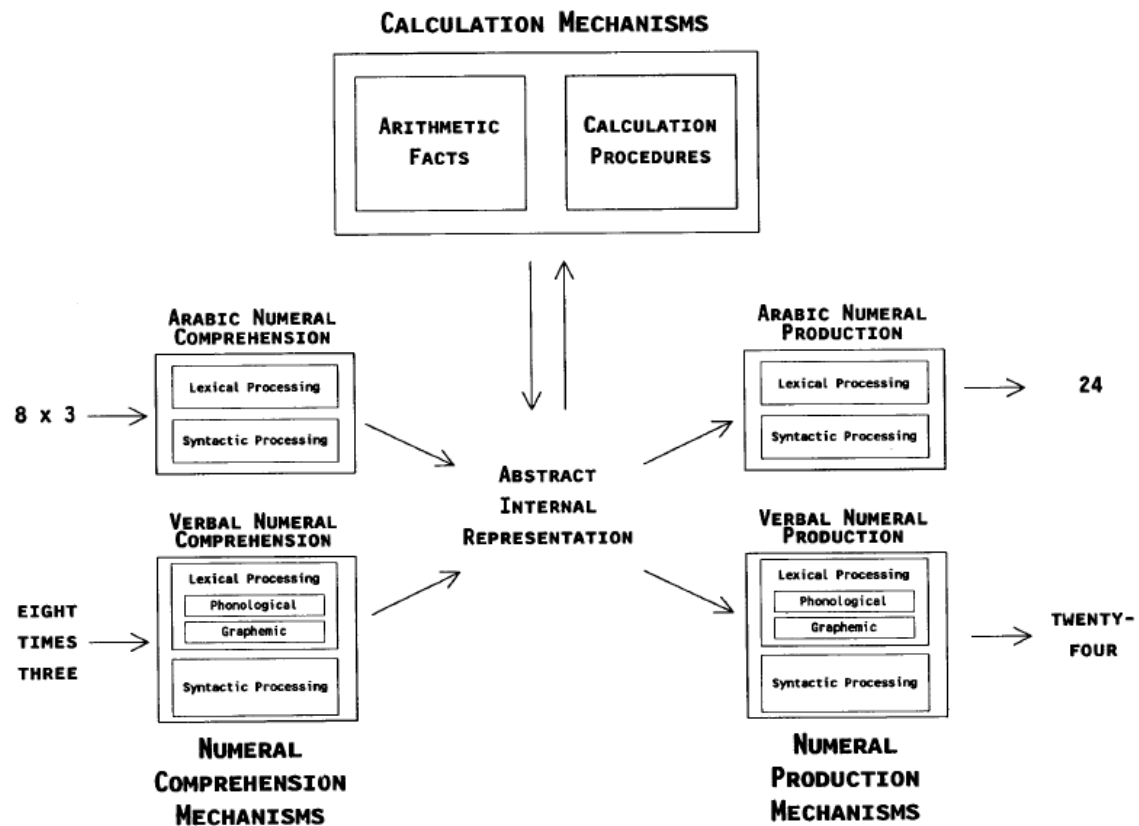 CALCULATION MECHANISMS
ARITHMETIC
FACTS
CALCULATION
PROCEDURES
ARABIC NUMERAL
COMPREHENSION
Lexical Processing
Syntactic Processing
8 x 3
VERBAL NUMERAL
COMPREHENSION
Lexical Processing
Phonological
Graphemic
Syntactic Processing
EIGHT
TIMES
THREE
NUMERAL
COMPREHENSION
MECHANISMS
ABSTRACT
INTERNAL
REPRESENTATION
ARABIC NUMERAL
PRODUCTION
Lexical Processing
Syntactic Processing
24
VERBAL NUMERAL
PRODUCTION
Lexical Processing
Phonological
Graphemic
Syntactic Processing
TWENTY-
FOUR
NUMERAL
PRODUCTION
MECHANISMS